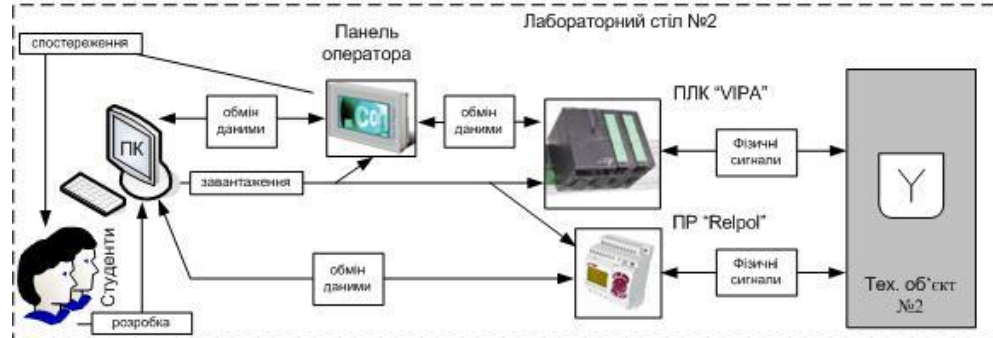 Лабораторний стіл №2
спостереження
Панель
оператора
ПЛК “VIPA”
обмін
даними
обмін
даними
Фізичні
сигнали
ПК
завантаження
ПР “Relpol”
Студенти
обмін
даними
Фізичні
сигнали
Тех. об‛єкт
№2
розробка